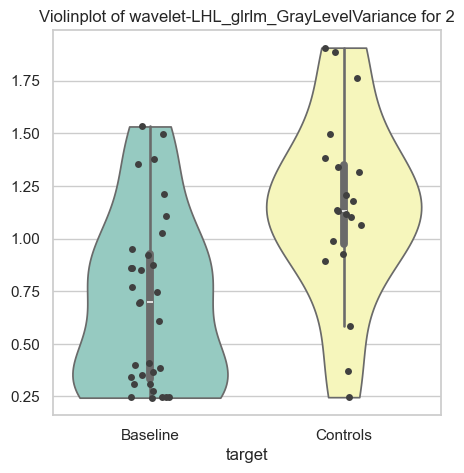 Violinplot of wavelet-LHL_glrlm_GrayLevelVariance for 2
1.75
1.50
1.25
1.00
0.75
0.50
0.25
Baseline
Controls
target